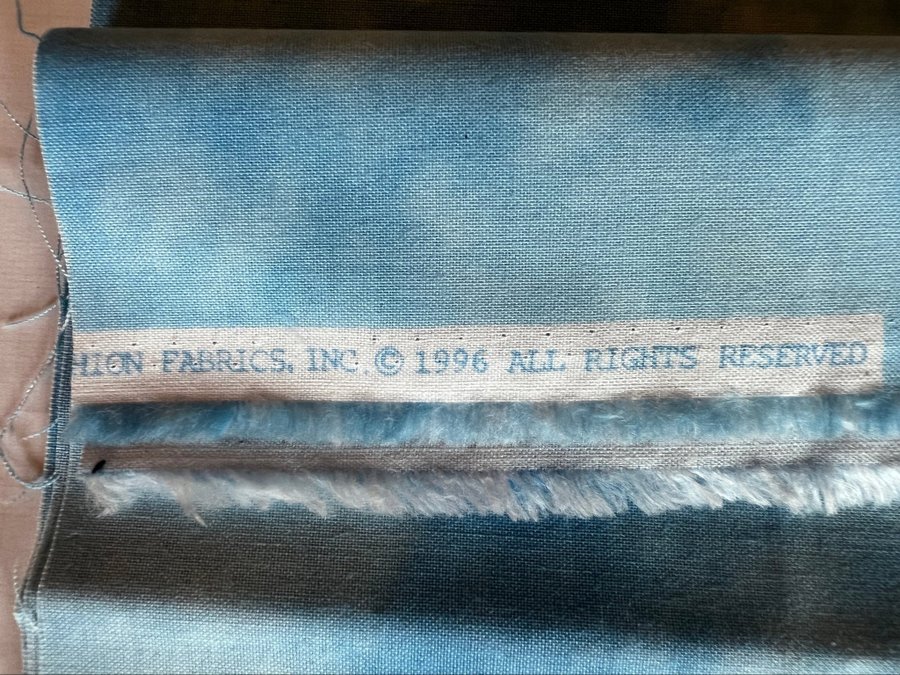 HION FABRICS, INC. © 1996 ALL RIGHTS RESERVED